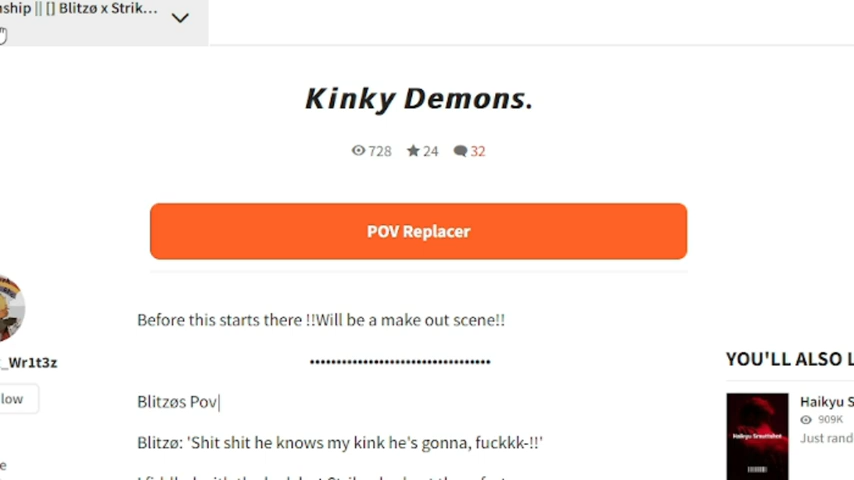 ship || [] Blitzø x Strik...
Kinky Demons.
728 24 32
POV Replacer
Before this starts there !!Will be a make out scene!!
_Wr1t3z
YOU'LL ALSO L
low
Blitzøs Pov|
Haikyu S
909K
Just rand
Blitzø: 'Shit shit he knows my kink he's gonna, fuckkk-!!'